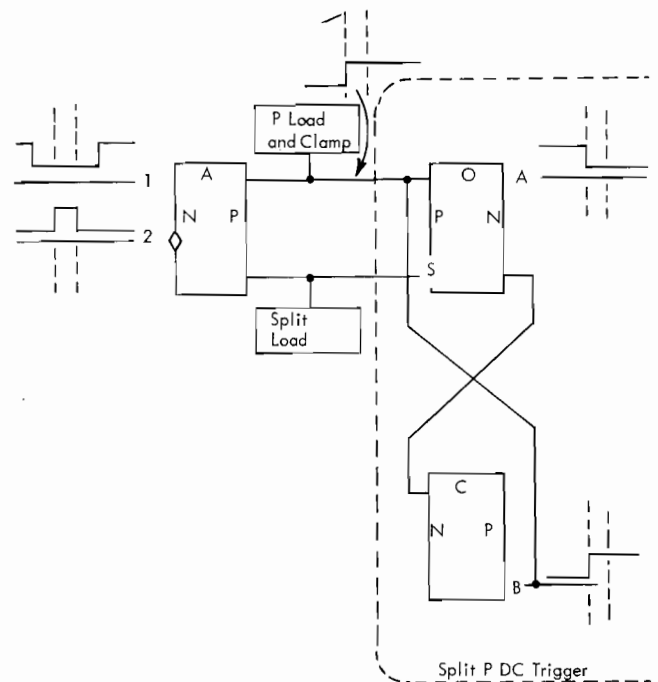 P Load
and Clamp
1
A
N P
2
O
A
P N
S
Split
Load
C
N P
B
Split P DC Trigger